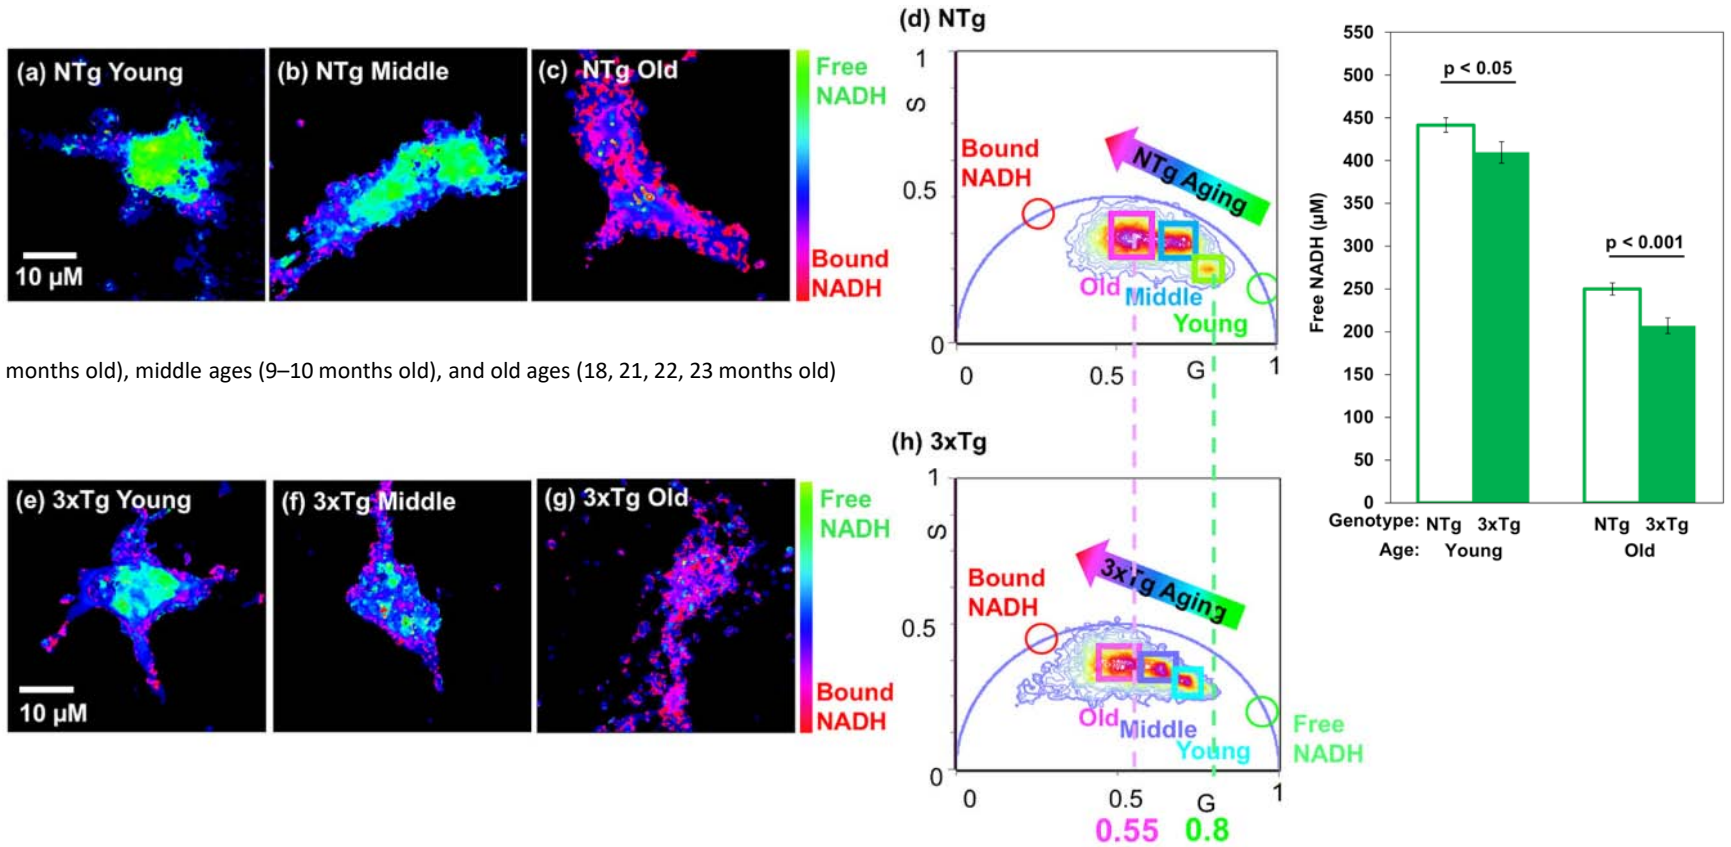 (a) NTg Young
10 µM
(b) NTg Middle
(c) NTg Old
Free
NADH
Bound
NADH
(d) NTg
1
S
0.5
0
Bound
NADH
NTg Aging
Old
Middle
Young
0
0.5
G
1
months old), middle ages (9–10 months old), and old ages (18, 21, 22, 23 months old)
(e) 3xTg Young
10 µM
(f) 3xTg Middle
(g) 3xTg Old
Free
NADH
Bound
NADH
(h) 3xTg
1
S
0.5
0
Bound
NADH
3xTg Aging
Old
Middle
Young
Free
NADH
0
0.5
G
1
0.55
0.8
Free NADH (µM)
550
500
450
400
350
300
250
200
150
100
50
0
p < 0.05
p < 0.001
Genotype: NTg 3xTg NTg 3xTg
Age: Young Old